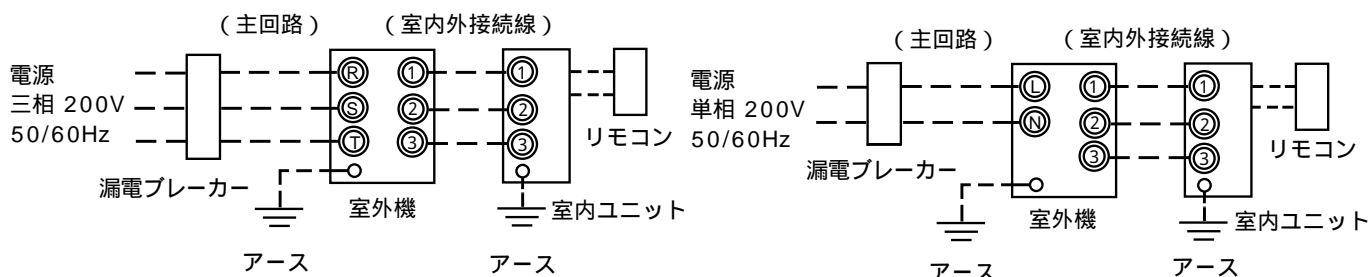 （主回路）
（室内外接続線）
電源
三相 200V
50/60Hz
R
S
T
1
2
3
1
2
3
リモコン
漏電ブレーカー
室外機
室内ユニット
アース
アース
（主回路）
（室内外接続線）
電源
単相 200V
50/60Hz
L
N
1
2
3
1
2
3
リモコン
漏電ブレーカー
室外機
室内ユニット
アース
アース